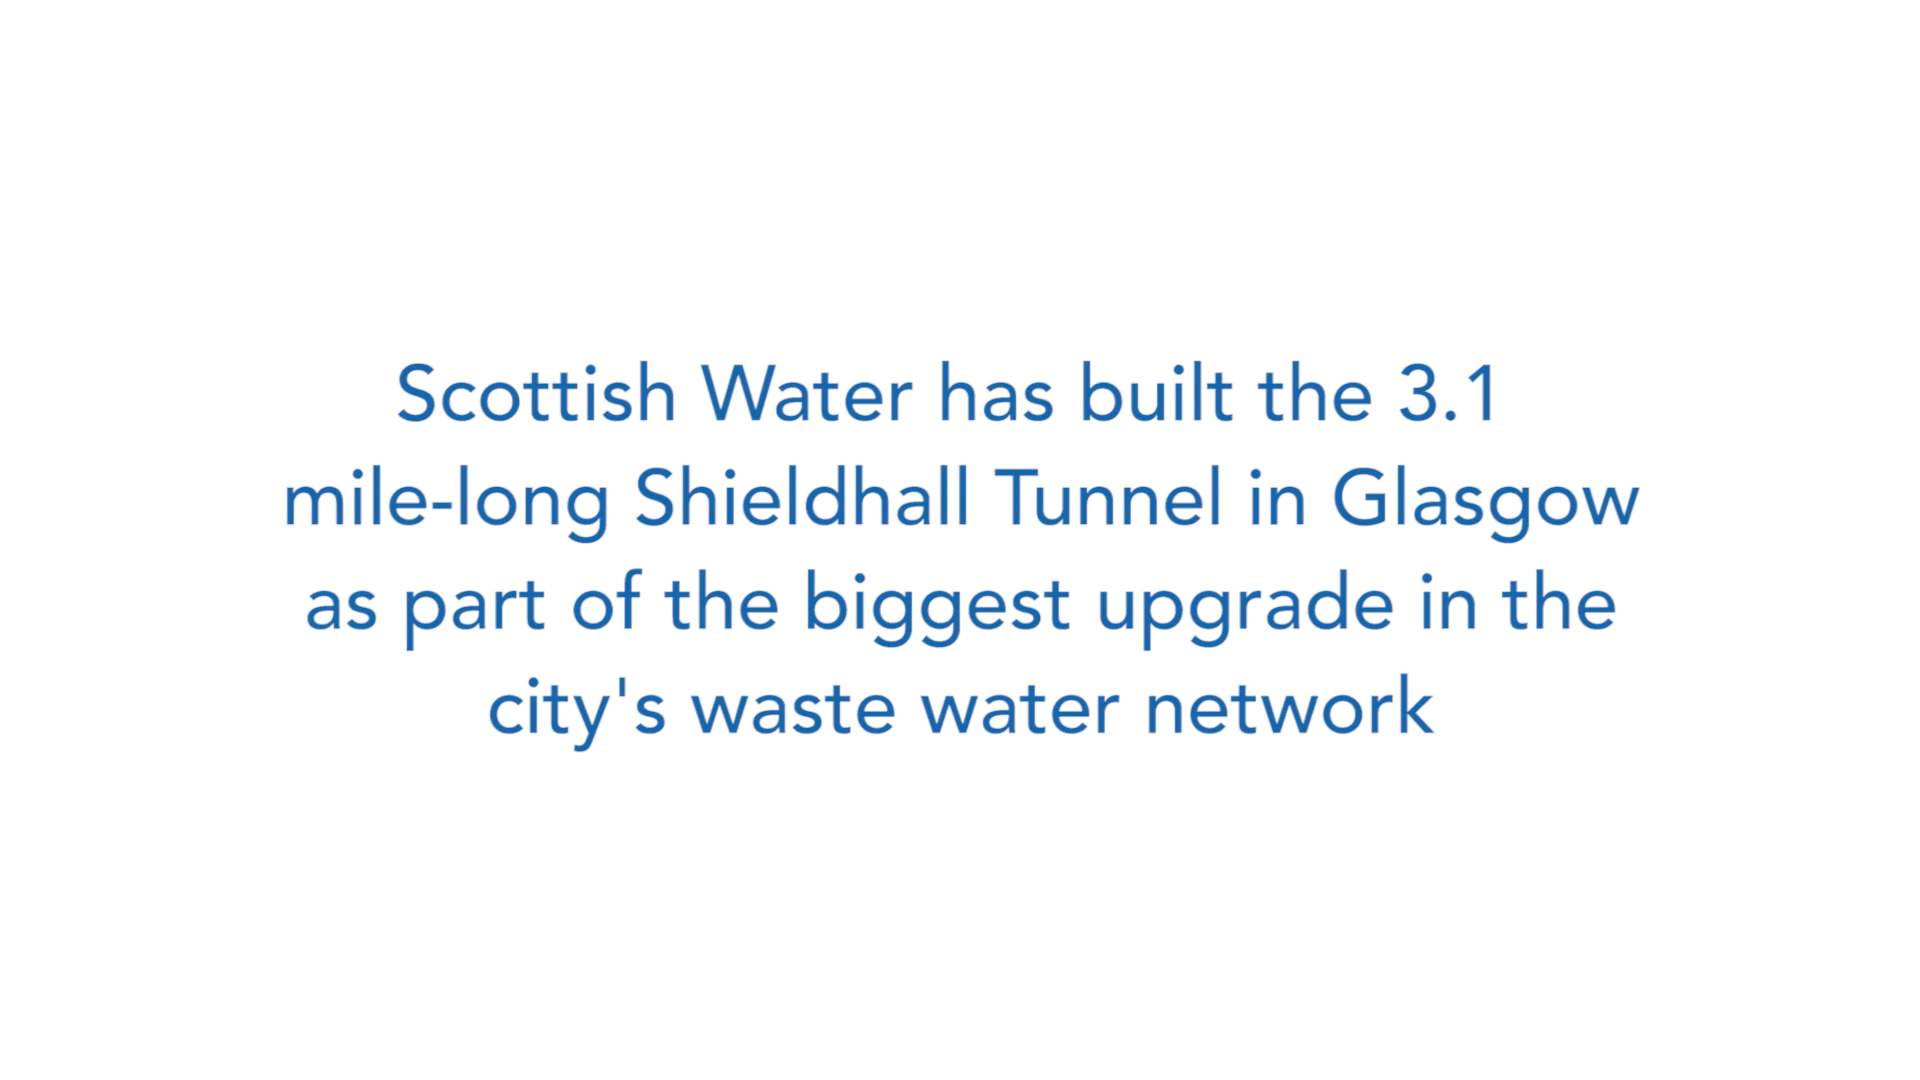 Scottish Water has built the 3.1
mile-long Shieldhall Tunnel in Glasgow
as part of the biggest upgrade in the
city's waste water network